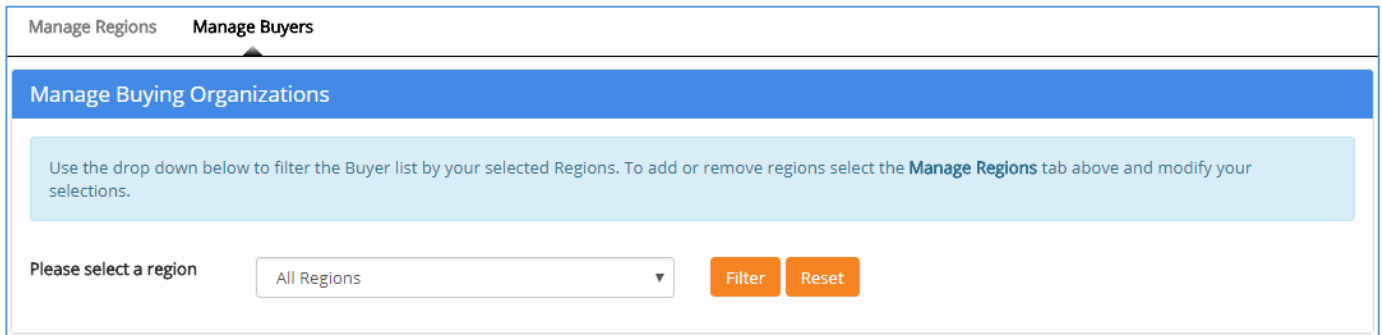 Manage Regions Manage Buyers
Manage Buying Organizations
Use the drop down below to filter the Buyer list by your selected Regions. To add or remove regions select the Manage Regions tab above and modify your
selections.
Please select a region All Regions Filter Reset